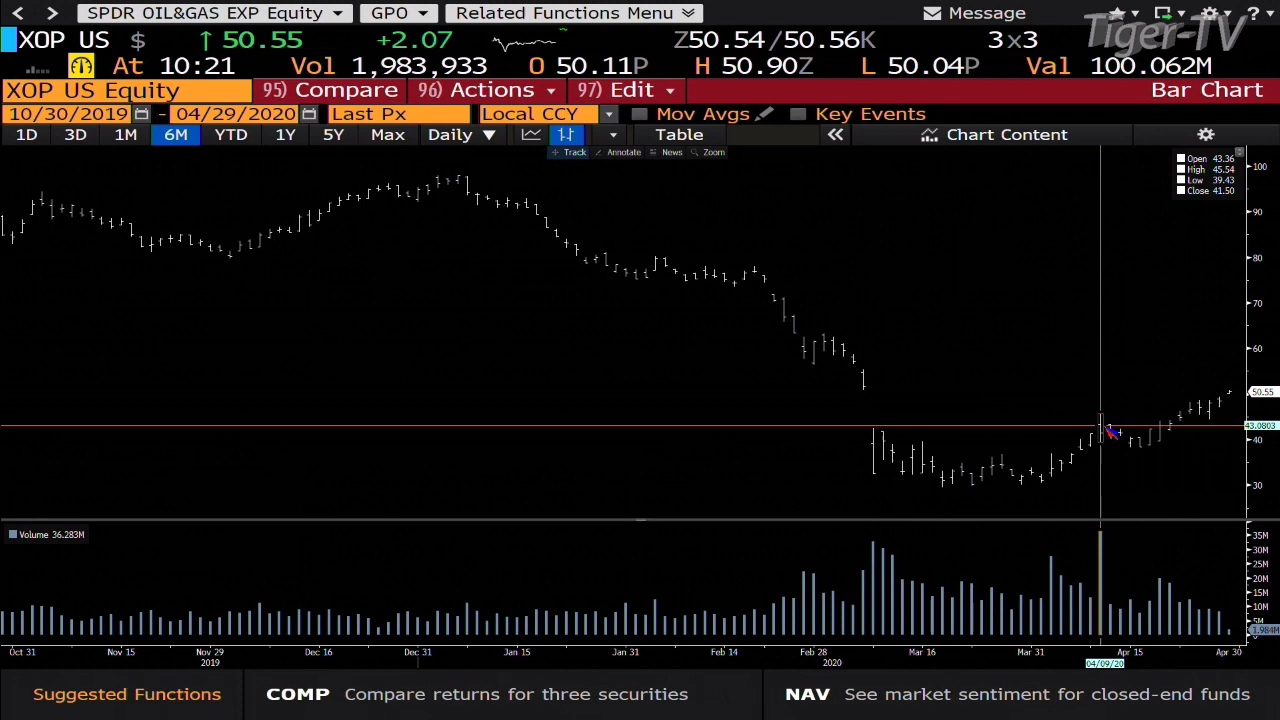 SPDR OIL&GAS EXP Equity GPO Related Functions Menu Message ?
Tiger-TV
XOP US $ ↑ 50.55 +2.07 Z50.54/50.56K 3x3
At 10:21 Vol 1,983,933 O 50.11P H 50.90Z L 50.04P Val 100.062M
XOP US Equity 95) Compare 96) Actions 97) Edit Bar Chart
10/30/2019 - 04/29/2020 Last Px Local CCY Mov Avgs Key Events
1D 3D 1M 6M YTD 1Y 5Y Max Daily ▼ Table « Chart Content
Track Annotate News Zoom
Open 43.36
High 45.54
Low 39.43
Close 41.50
100
90
80
70
60
50.55
43.0803
40
30
Volume 36.283M
35M
30M
25M
20M
15M
10M
5M
1.984M
Oct 31 Nov 15 Nov 29 Dec 16 Dec 31 Jan 15 Jan 31 Feb 14 Feb 28 Mar 16 Mar 31 Apr 15 Apr 30
2019 2020 04/09/20
Suggested Functions COMP Compare returns for three securities NAV See market sentiment for closed-end funds